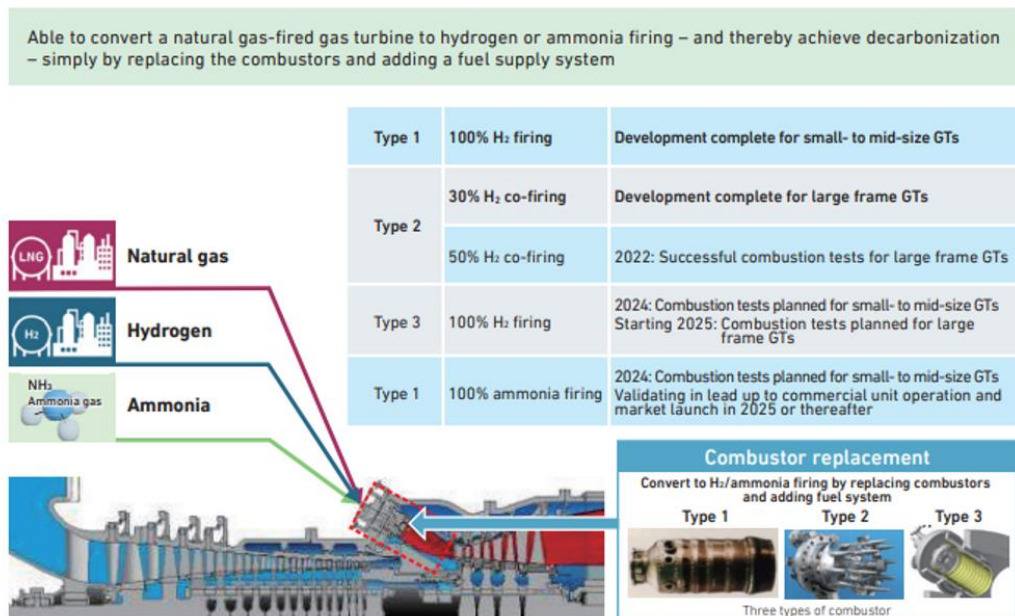 Able to convert a natural gas-fired gas turbine to hydrogen or ammonia firing – and thereby achieve decarbonization
– simply by replacing the combustors and adding a fuel supply system
Type 1 100% H₂ firing Development complete for small- to mid-size GTs
Type 2
30% H₂ co-firing Development complete for large frame GTs
50% H₂ co-firing 2022: Successful combustion tests for large frame GTs
Type 3 100% H₂ firing
2024: Combustion tests planned for small- to mid-size GTs
Starting 2025: Combustion tests planned for large
frame GTs
Type 1 100% ammonia firing
2024: Combustion tests planned for small- to mid-size GTs
Validating in lead up to commercial unit operation and
market launch in 2025 or thereafter
LNG Natural gas
H₂ Hydrogen
NH₃
Ammonia gas
Ammonia
Combustor replacement
Convert to H₂/ammonia firing by replacing combustors
and adding fuel system
Type 1 Type 2 Type 3
Three types of combustor